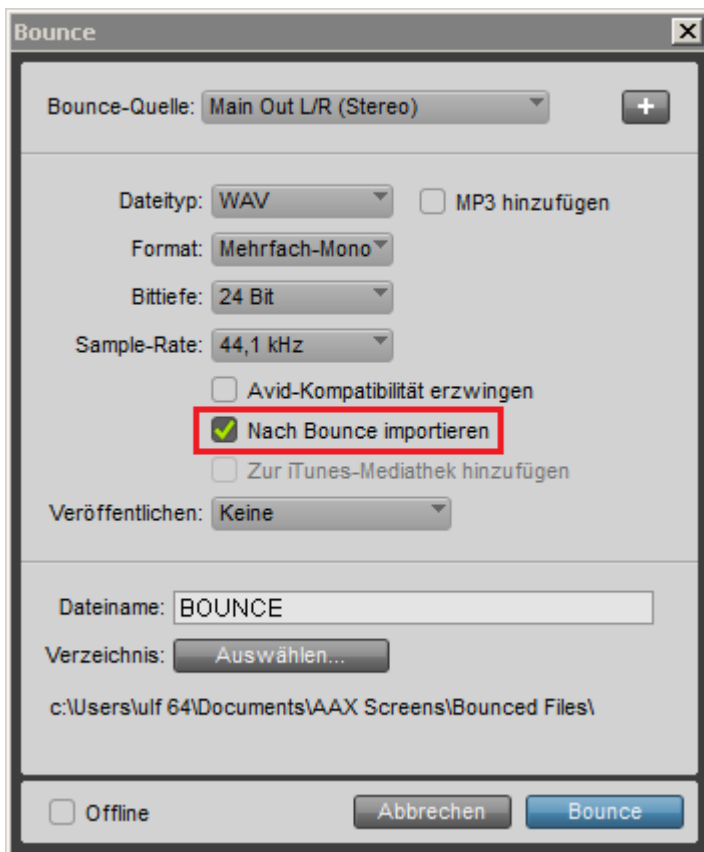 Bounce
Bounce-Quelle: Main Out L/R (Stereo) +
Dateityp: WAV MP3 hinzufügen
Format: Mehrfach-Mono
Bittiefe: 24 Bit
Sample-Rate: 44,1 kHz
Avid-Kompatibilität erzwingen
Nach Bounce importieren
Zur iTunes-Mediathek hinzufügen
Veröffentlichen: Keine
Dateiname: BOUNCE
Verzeichnis: Auswählen...
c:\Users\ulf 64\Documents\AAX Screens\Bounced Files\
Offline Abbrechen Bounce